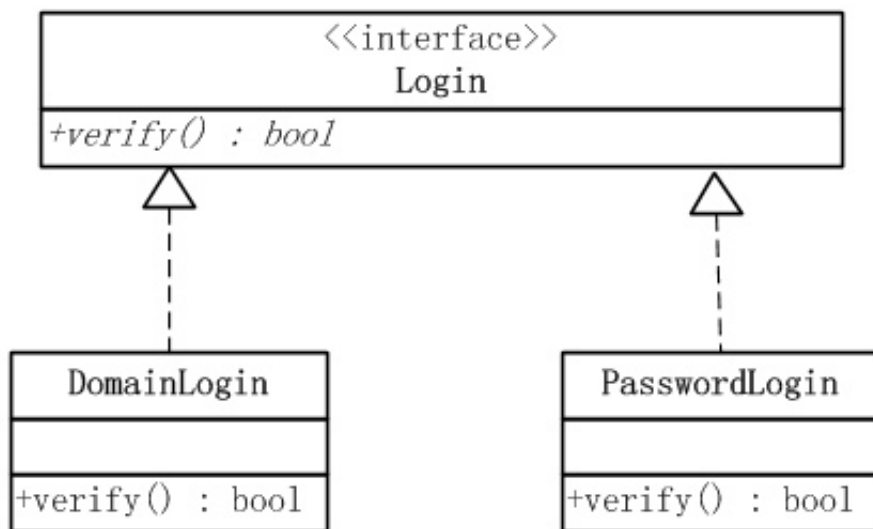 <<interface>>
Login
+verify() : bool
DomainLogin
+verify() : bool
PasswordLogin
+verify() : bool